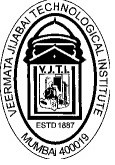 VEERMATA JIJABAI TECHNOLOGICAL INSTITUTE
V.J.T.I.
ESTD 1887
MUMBAI 400019